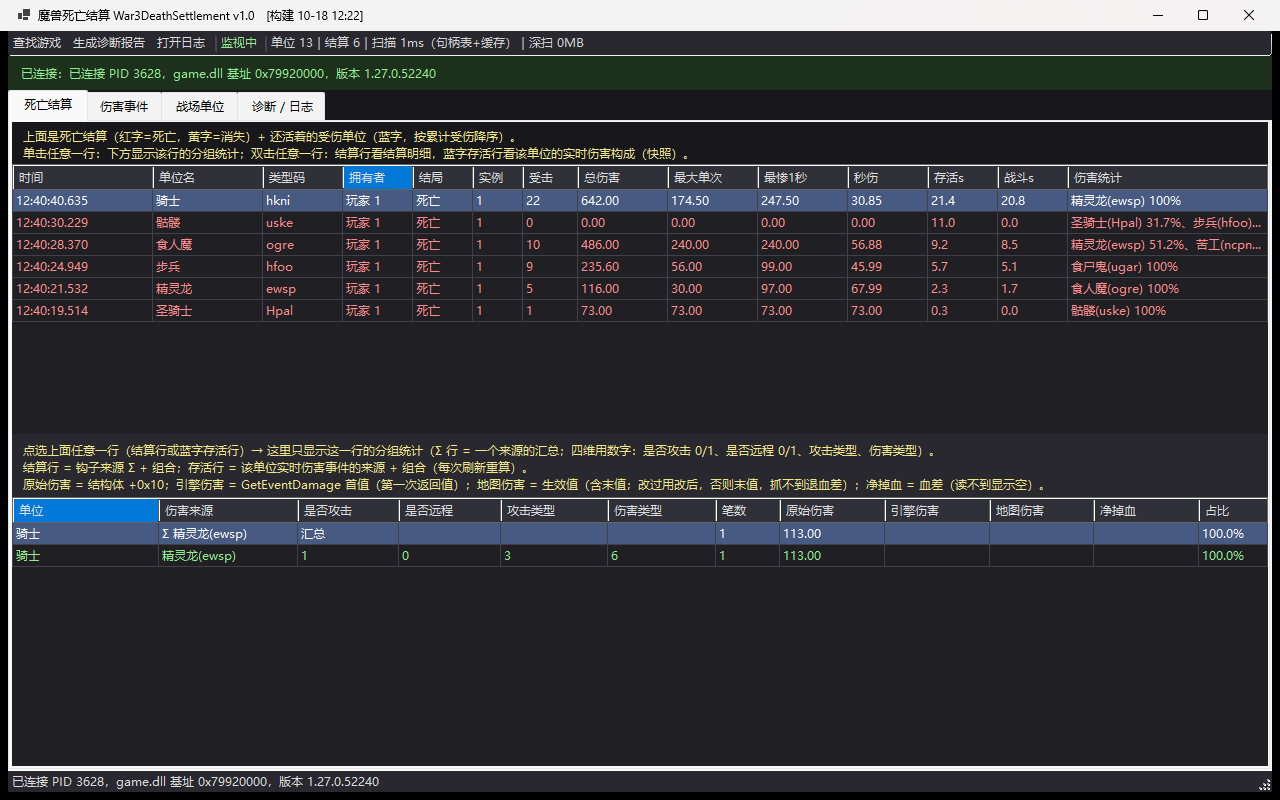 魔兽死亡结算 War3DeathSettlement v1.0 [构建 10-18 12:22]
查找游戏 生成诊断报告 打开日志 | 监视中 | 单位 13 | 结算 6 | 扫描 1ms（句柄表+缓存） | 深扫 0MB
已连接：已连接 PID 3628，game.dll 基址 0x79920000，版本 1.27.0.52240
死亡结算 伤害事件 战场单位 诊断 / 日志
上面是死亡结算（红字=死亡，黄字=消失）+ 还活着的受伤单位（蓝字，按累计受伤降序）。
单击任意一行：下方显示该行的分组统计；双击任意一行：结算行看结算明细，蓝字存活行看该单位的实时伤害构成（快照）。
时间 单位名 类型码 拥有者 结局 实例 受击 总伤害 最大单次 最惨1秒 秒伤 存活s 战斗s 伤害统计
12:40:40.635 骑士 hkni 玩家 1 死亡 1 22 642.00 174.50 247.50 30.85 21.4 20.8 精灵龙(ewsp) 100%
12:40:30.229 骷髅 uske 玩家 1 死亡 1 0 0.00 0.00 0.00 0.00 11.0 0.0 圣骑士(Hpal) 31.7%、步兵(hfoo)...
12:40:28.370 食人魔 ogre 玩家 1 死亡 1 10 486.00 240.00 240.00 56.88 9.2 8.5 精灵龙(ewsp) 51.2%、苦工(ncpn...
12:40:24.949 步兵 hfoo 玩家 1 死亡 1 9 235.60 56.00 99.00 45.99 5.7 5.1 食尸鬼(ugar) 100%
12:40:21.532 精灵龙 ewsp 玩家 1 死亡 1 5 116.00 30.00 97.00 67.99 2.3 1.7 食人魔(ogre) 100%
12:40:19.514 圣骑士 Hpal 玩家 1 死亡 1 1 73.00 73.00 73.00 73.00 0.3 0.0 骷髅(uske) 100%
点选上面任意一行（结算行或蓝字存活行）→ 这里只显示这一行的分组统计（Σ 行 = 一个来源的汇总；四维用数字：是否攻击 0/1、是否远程 0/1、攻击类型、伤害类型）。
结算行 = 钩子来源 Σ + 组合；存活行 = 该单位实时伤害事件的来源 + 组合（每次刷新重算）。
原始伤害 = 结构体 +0x10；引擎伤害 = GetEventDamage 首值（第一次返回值）；地图伤害 = 生效值（含末值；改过用改后，否则末值，抓不到退血差）；净掉血 = 血差（读不到显示空）。
单位 伤害来源 是否攻击 是否远程 攻击类型 伤害类型 笔数 原始伤害 引擎伤害 地图伤害 净掉血 占比
骑士 Σ 精灵龙(ewsp) 汇总 1 113.00 100.0%
骑士 精灵龙(ewsp) 1 0 3 6 1 113.00 100.0%
已连接 PID 3628，game.dll 基址 0x79920000，版本 1.27.0.52240